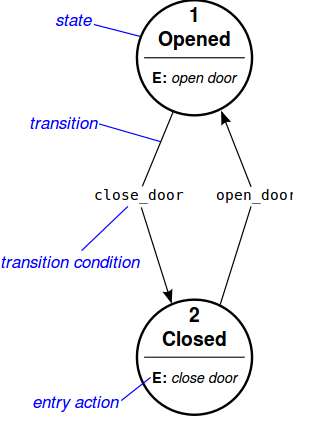 state
1
Opened
E: open door
transition
close_door
open_door
transition condition
2
Closed
E: close door
entry action